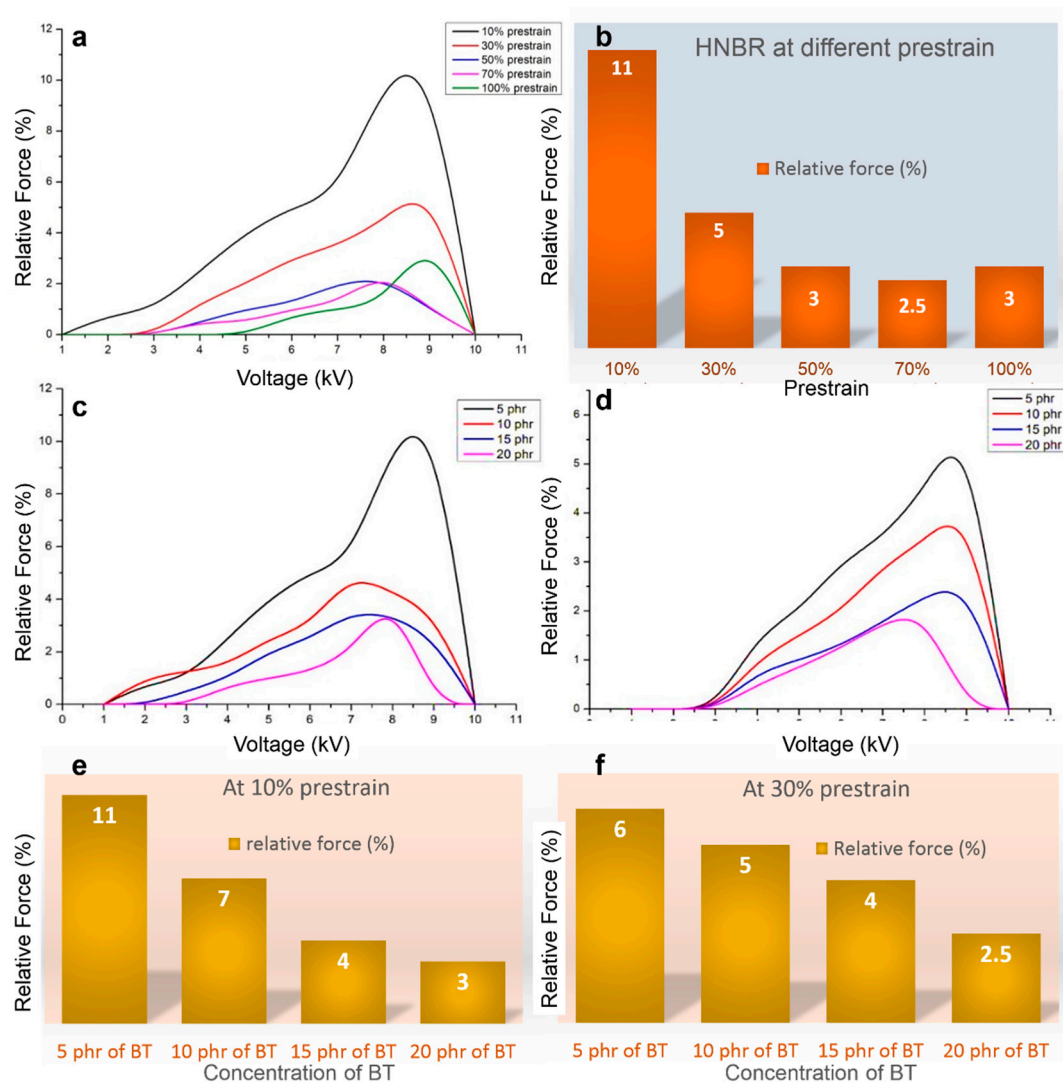 a
10% prestrain
30% prestrain
50% prestrain
70% prestrain
100% prestrain
Relative Force (%)
12
10
8
6
4
2
0
1 2 3 4 5 6 7 8 9 10 11
Voltage (kV)
b
HNBR at different prestrain
Relative force (%)
Relative Force (%)
11
5
3
2.5
3
10% 30% 50% 70% 100%
Prestrain
c
5 phr
10 phr
15 phr
20 phr
Relative Force (%)
12
10
8
6
4
2
0
0 1 2 3 4 5 6 7 8 9 10 11
Voltage (kV)
d
5 phr
10 phr
15 phr
20 phr
Relative Force (%)
6
5
4
3
2
1
0
Voltage (kV)
e
At 10% prestrain
relative force (%)
Relative Force (%)
11
7
4
3
5 phr of BT 10 phr of BT 15 phr of BT 20 phr of BT
Concentration of BT
f
At 30% prestrain
Relative force (%)
Relative Force (%)
6
5
4
2.5
5 phr of BT 10 phr of BT 15 phr of BT 20 phr of BT
Concentration of BT